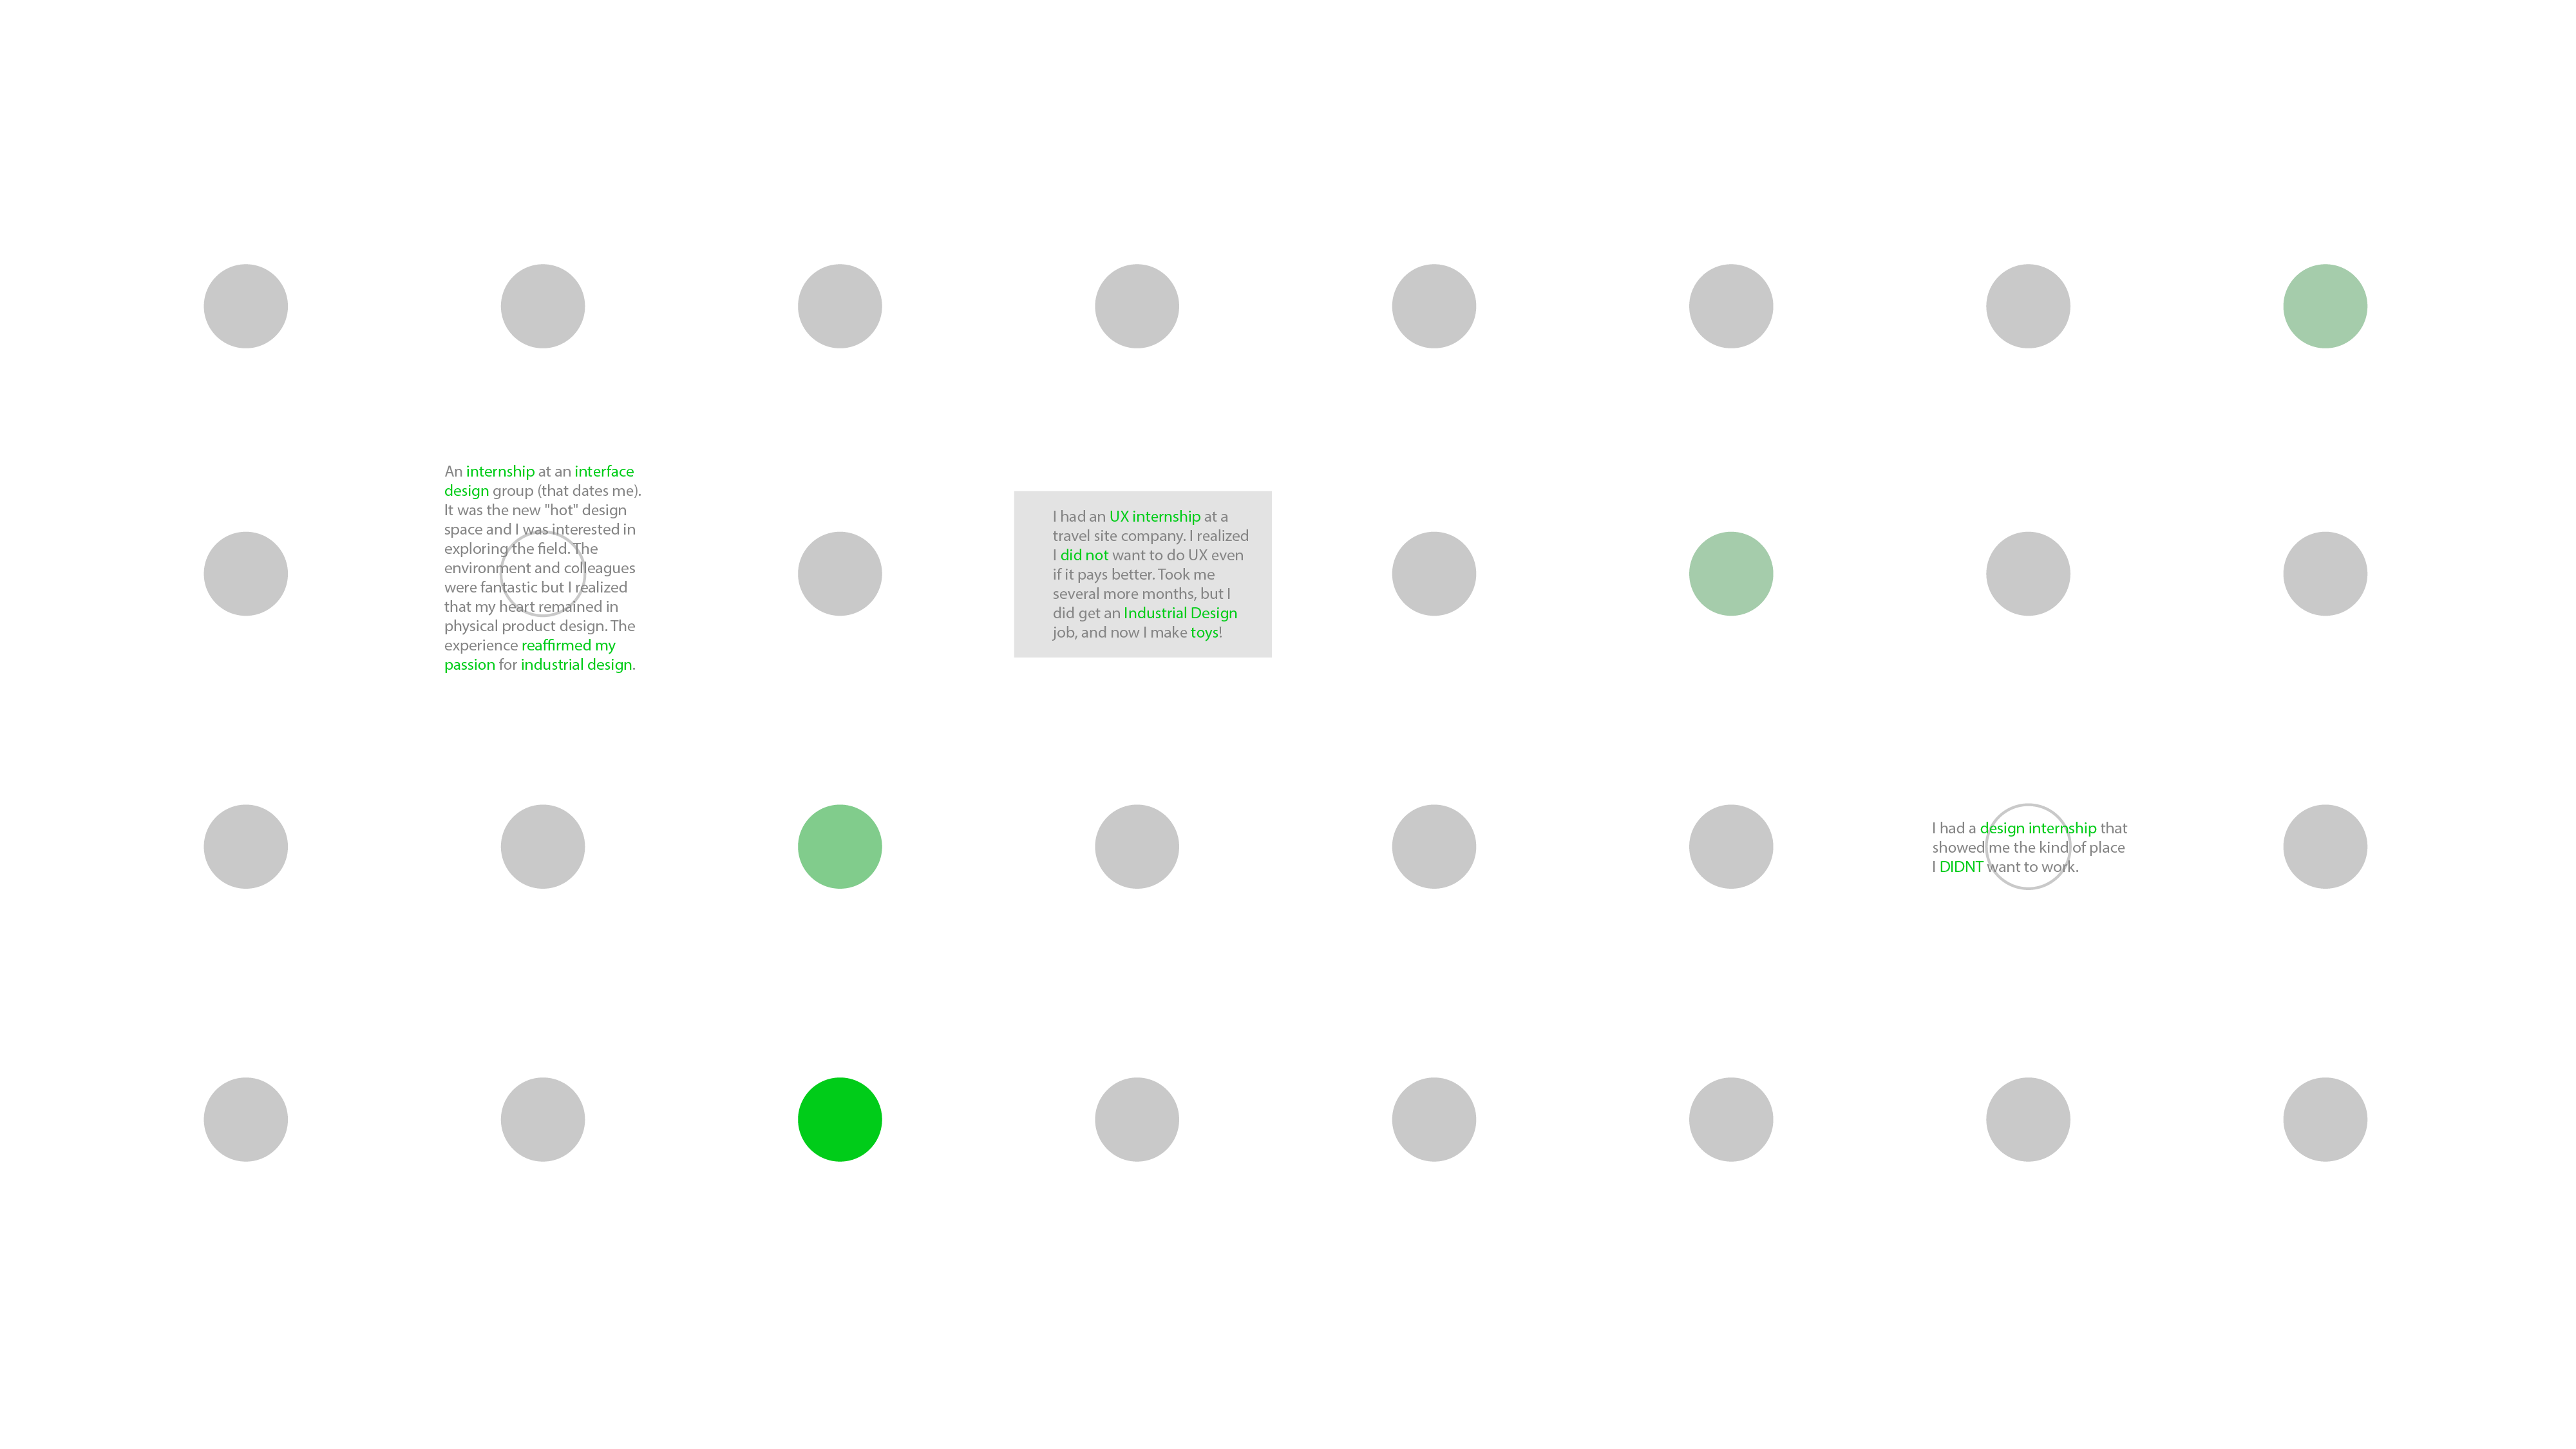 An internship at an interface
design group (that dates me).
It was the new "hot" design
space and I was interested in
exploring the field. The
environment and colleagues
were fantastic but I realized
that my heart remained in
physical product design. The
experience reaffirmed my
passion for industrial design.
I had an UX internship at a
travel site company. I realized
I did not want to do UX even
if it pays better. Took me
several more months, but I
did get an Industrial Design
job, and now I make toys!
I had a design internship that
showed me the kind of place
I DIDNT want to work.